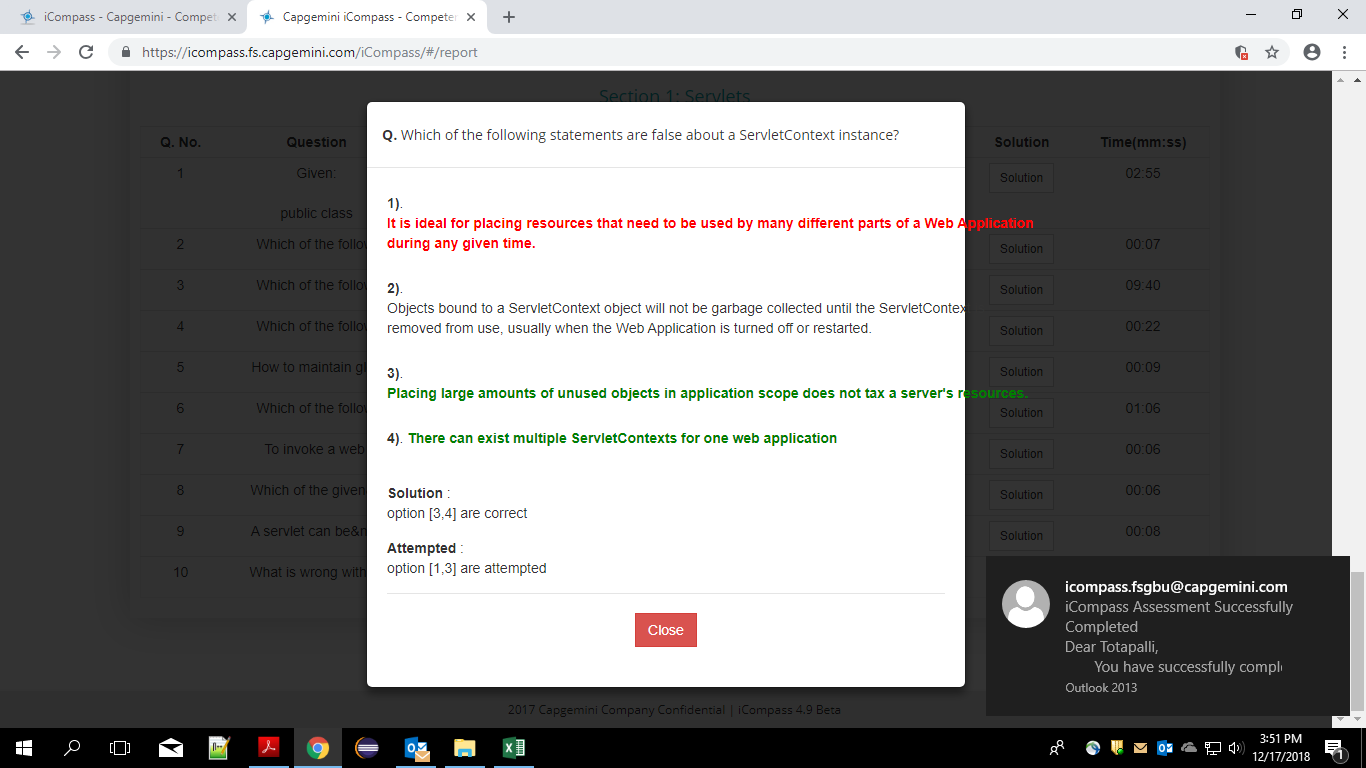 iCompass - Capgemini - Compet
Capgemini iCompass - Competen
https://icompass.fs.capgemini.com/iCompass/#/report
Section 1: Servlets
Q. No. Question Solution Time(mm:ss)
1 Given: Solution 02:55
public class
2 Which of the follow Solution 00:07
3 Which of the follow Solution 09:40
4 Which of the follow Solution 00:22
5 How to maintain gl Solution 00:09
6 Which of the follow Solution 01:06
7 To invoke a web Solution 00:06
8 Which of the given Solution 00:06
9 A servlet can be&n Solution 00:08
10 What is wrong with
Q. Which of the following statements are false about a ServletContext instance?
1).
It is ideal for placing resources that need to be used by many different parts of a Web Application
during any given time.
2).
Objects bound to a ServletContext object will not be garbage collected until the ServletContex
removed from use, usually when the Web Application is turned off or restarted.
3).
Placing large amounts of unused objects in application scope does not tax a server's resources.
4). There can exist multiple ServletContexts for one web application
Solution :
option [3,4] are correct
Attempted :
option [1,3] are attempted
Close
icompass.fsgbu@capgemini.com
iCompass Assessment Successfully
Completed
Dear Totapalli,
You have successfully compl
Outlook 2013
2017 Capgemini Company Confidential | iCompass 4.9 Beta
3:51 PM
12/17/2018
1